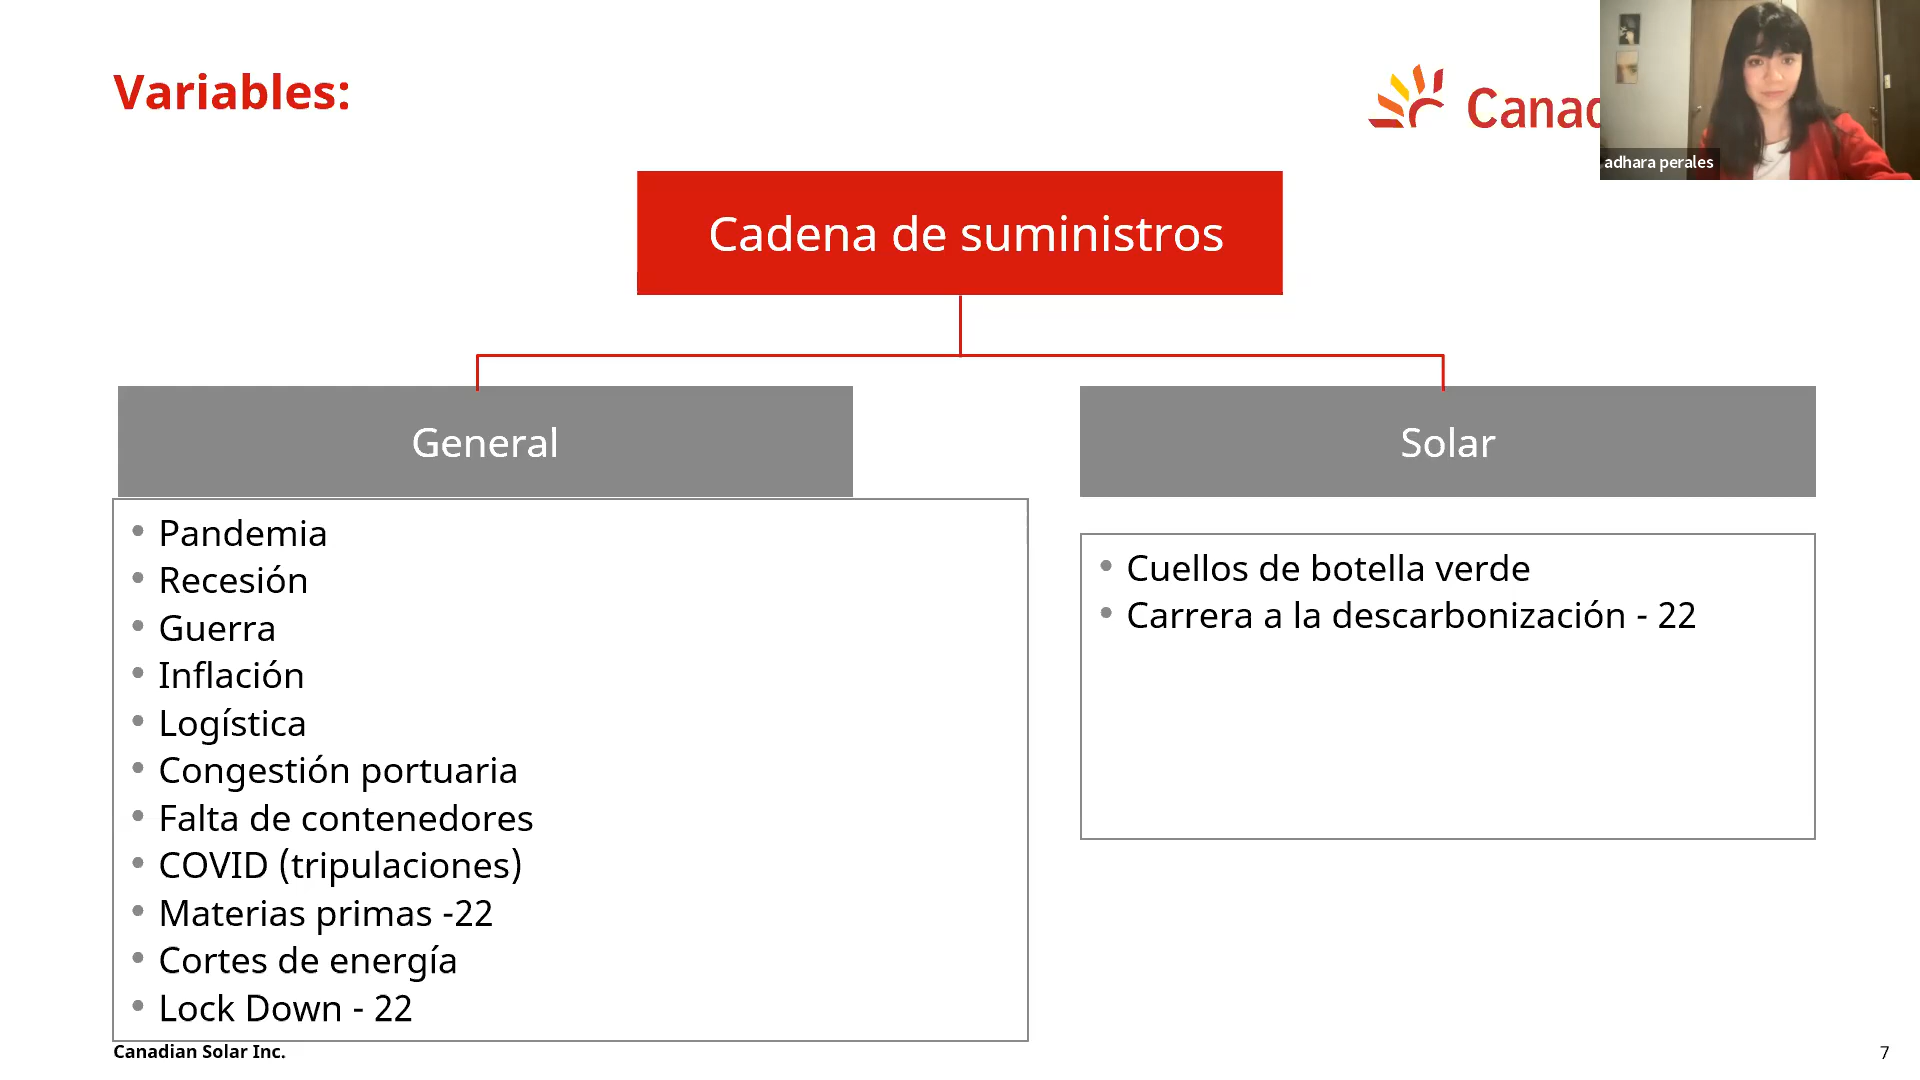 Variables:
Canad
adhara perales
Cadena de suministros
General
Solar
• Pandemia
• Recesión
• Guerra
• Inflación
• Logística
• Congestión portuaria
• Falta de contenedores
• COVID (tripulaciones)
• Materias primas -22
• Cortes de energía
• Lock Down - 22
• Cuellos de botella verde
• Carrera a la descarbonización - 22
Canadian Solar Inc.
7